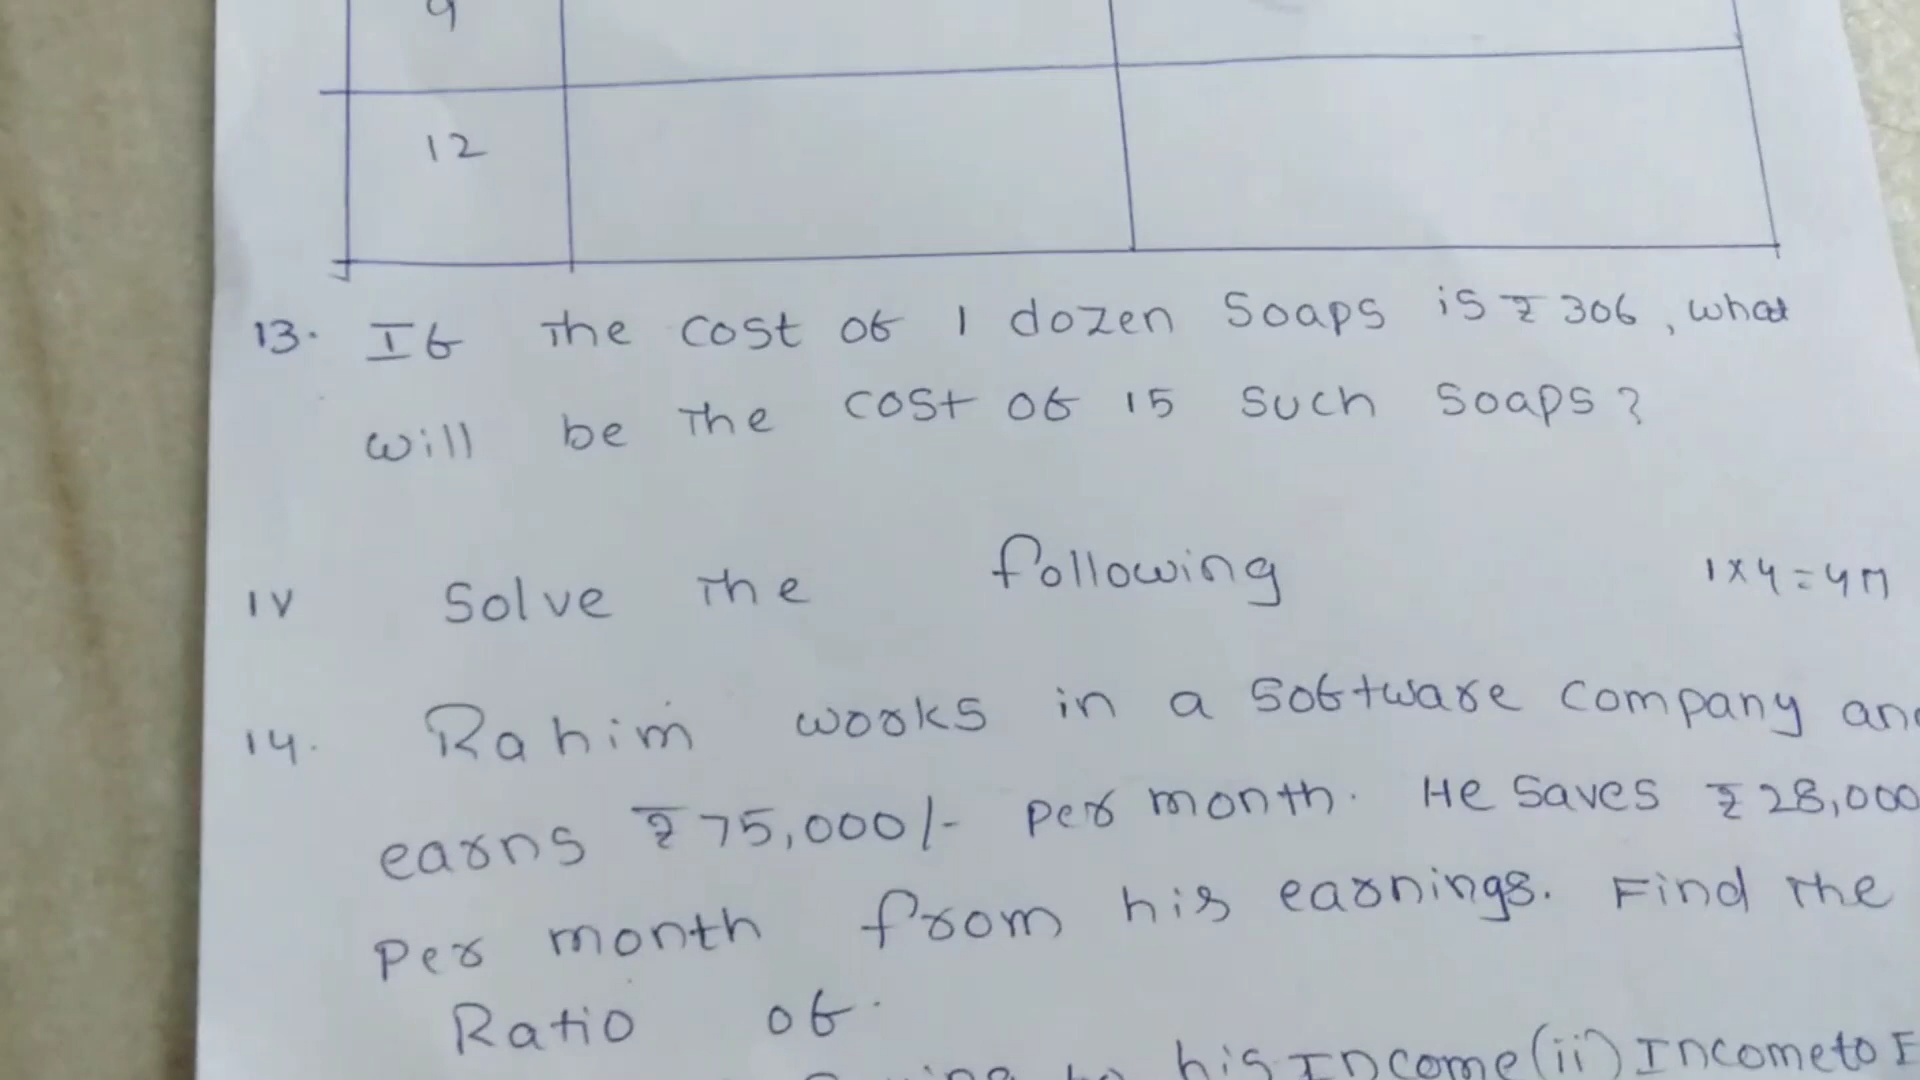 9
12
13. If the cost of 1 dozen soaps is ₹ 306, what
will be the cost of 15 such soaps?
IV Solve the following 1 x 4 = 4M
14. Rahim works in a software company
earns ₹ 75,000/- per month. He saves ₹ 28,000
per month from his earnings. Find the
Ratio of.
his Income (ii) Income to